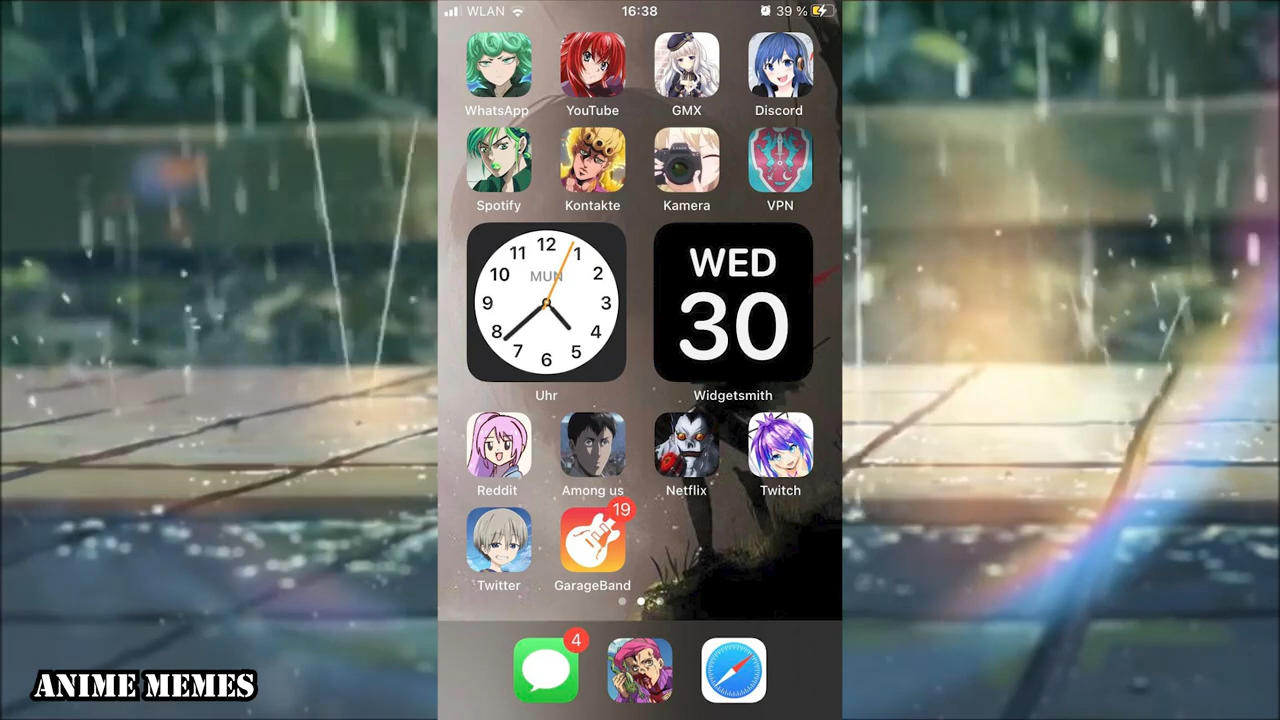 WLAN 16:38 39 %
WhatsApp YouTube GMX Discord
Spotify Kontakte Kamera VPN
12
11 1
MUN
10 2
9 3
8 4
7 5
6
WED
30
Uhr Widgetsmith
Reddit Among us Netflix Twitch
19
Twitter GarageBand
4
ANIME MEMES